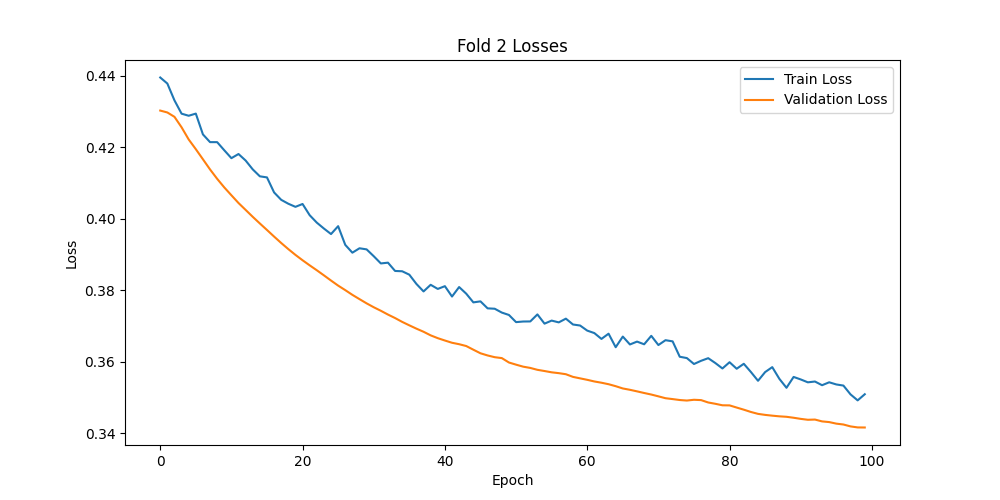 Fold 2 Losses
Train Loss
Validation Loss
Loss
0.44
0.42
0.40
0.38
0.36
0.34
0 20 40 60 80 100
Epoch